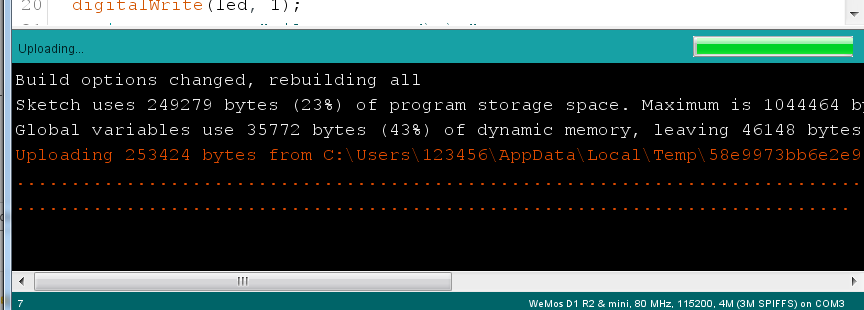 20 digitalWrite(led, 1);
Uploading...
Build options changed, rebuilding all
Sketch uses 249279 bytes (23%) of program storage space. Maximum is 1044464 by
Global variables use 35772 bytes (43%) of dynamic memory, leaving 46148 bytes
Uploading 253424 bytes from C:\Users\123456\AppData\Local\Temp\58e9973bb6e2e9
................................................................................
...........................................................................
7 WeMos D1 R2 & mini, 80 MHz, 115200, 4M (3M SPIFFS) on COM3